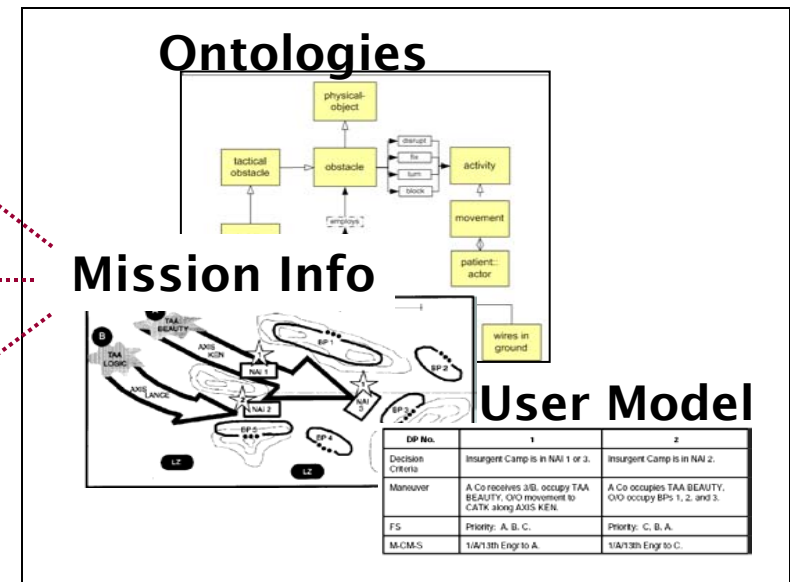 Ontologies
physical-
object
tactical
obstacle
obstacle
disrupt
fix
turn
block
activity
employs
movement
patient::
actor
wires in
ground
Mission Info
B
TAA
BEAUTY
TAA
LOGIC
AXIS
KEN
AXIS
LANCE
NAI 1
NAI 2
NAI
3
BP 1
BP 2
BP 3
BP 4
BP 5
LZ
LZ
User Model
DP No. 1 2
Decision
Criteria
Insurgent Camp is in NAI 1 or 3.
Insurgent Camp is in NAI 2.
Maneuver
A Co receives 3/B, occupy TAA
BEAUTY, O/O movement to
CATK along AXIS KEN.
A Co occupies TAA BEAUTY,
O/O occupy BPs 1, 2, and 3.
FS Priority: A, B, C. Priority: C, B, A.
M-CM-S 1/A/13th Engr to A. 1/A/13th Engr to C.